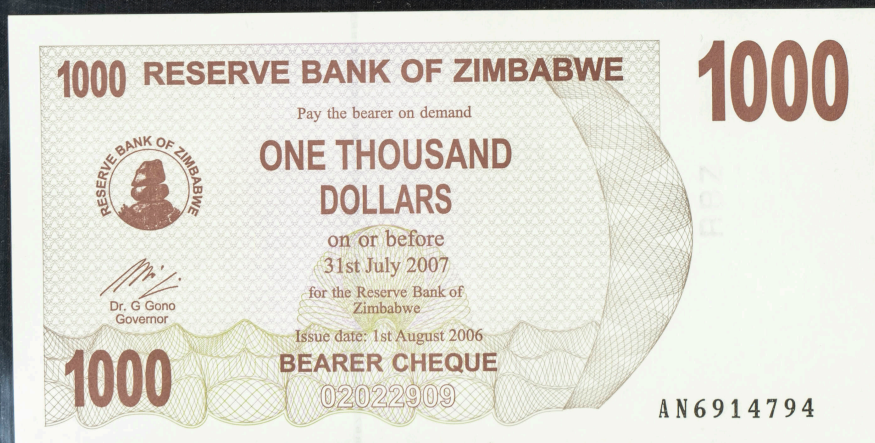 1000 RESERVE BANK OF ZIMBABWE
1000
Pay the bearer on demand
ONE THOUSAND
DOLLARS
RESERVE BANK OF ZIMBABWE
on or before
31st July 2007
for the Reserve Bank of
Zimbabwe
Dr. G Gono
Governor
Issue date: 1st August 2006
BEARER CHEQUE
1000
02022909
AN6914794